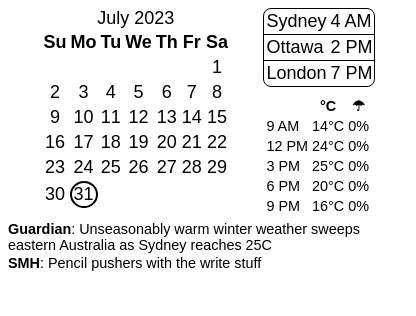 July 2023
Su Mo Tu We Th Fr Sa
1
2 3 4 5 6 7 8
9 10 11 12 13 14 15
16 17 18 19 20 21 22
23 24 25 26 27 28 29
30 31
Sydney 4 AM
Ottawa 2 PM
London 7 PM
°C ☂
9 AM 14°C 0%
12 PM 24°C 0%
3 PM 25°C 0%
6 PM 20°C 0%
9 PM 16°C 0%
Guardian: Unseasonably warm winter weather sweeps
eastern Australia as Sydney reaches 25C
SMH: Pencil pushers with the write stuff